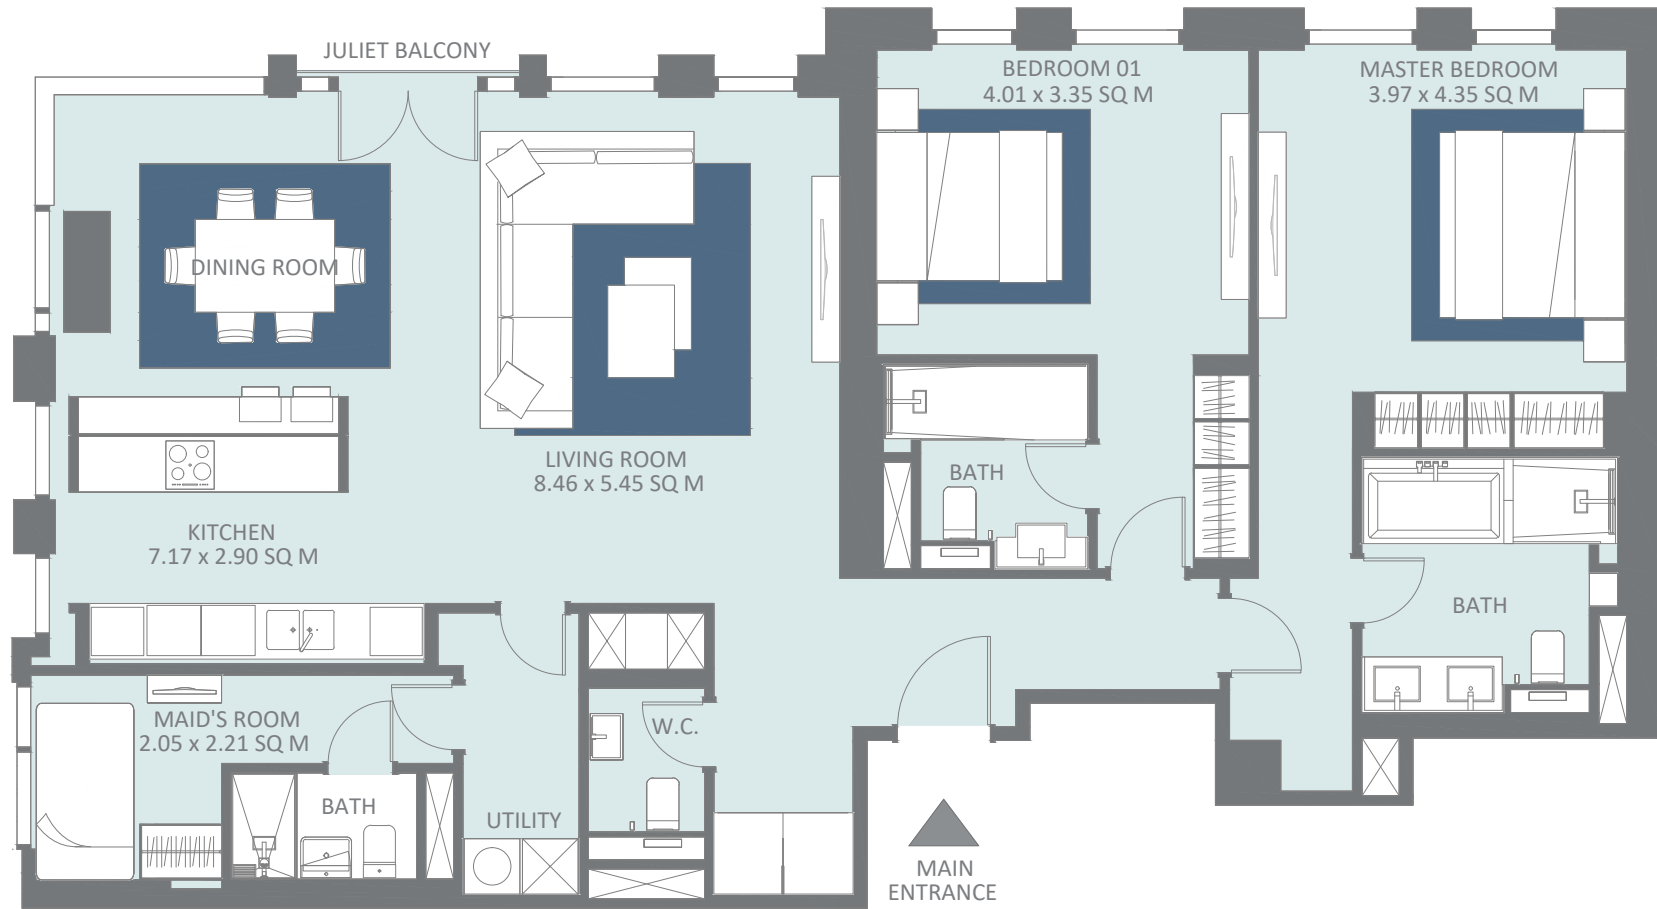 JULIET BALCONY
BEDROOM 01
4.01 x 3.35 SQ M
MASTER BEDROOM
3.97 x 4.35 SQ M
DINING ROOM
LIVING ROOM
8.46 x 5.45 SQ M
BATH
KITCHEN
7.17 x 2.90 SQ M
BATH
MAID'S ROOM
2.05 x 2.21 SQ M
W.C.
BATH
UTILITY
MAIN
ENTRANCE